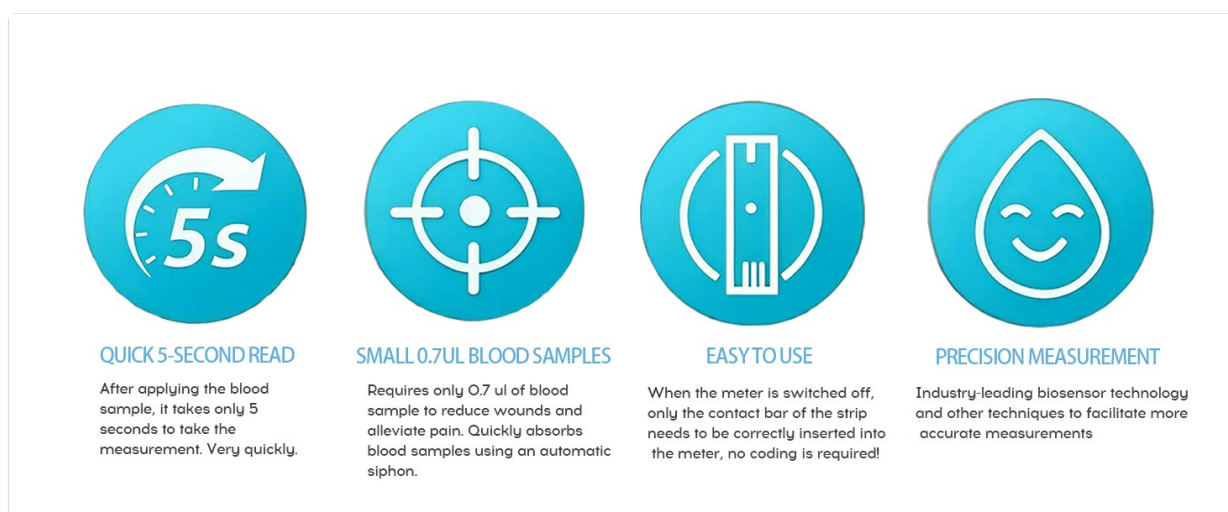 5s
QUICK 5-SECOND READ
After applying the blood
sample, it takes only 5
seconds to take the
measurement. Very quickly.
SMALL 0.7UL BLOOD SAMPLES
Requires only 0.7 ul of blood
sample to reduce wounds and
alleviate pain. Quickly absorbs
blood samples using an automatic
siphon.
EASY TO USE
When the meter is switched off,
only the contact bar of the strip
needs to be correctly inserted into
the meter, no coding is required!
PRECISION MEASUREMENT
Industry-leading biosensor technology
and other techniques to facilitate more
accurate measurements